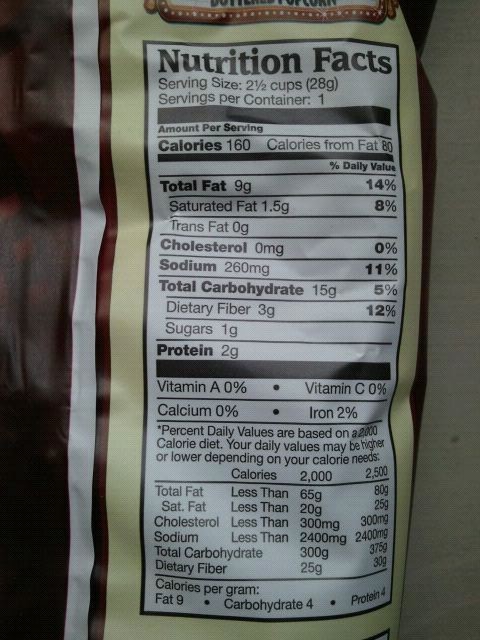 BUTTERED POPCORN
Nutrition Facts
Serving Size: 2½ cups (28g)
Servings per Container: 1
Amount Per Serving
Calories 160 Calories from Fat 80
% Daily Value
Total Fat 9g 14%
Saturated Fat 1.5g 8%
Trans Fat 0g
Cholesterol 0mg 0%
Sodium 260mg 11%
Total Carbohydrate 15g 5%
Dietary Fiber 3g 12%
Sugars 1g
Protein 2g
Vitamin A 0% • Vitamin C 0%
Calcium 0% • Iron 2%
*Percent Daily Values are based on a 2,000
Calorie diet. Your daily values may be higher
or lower depending on your calorie needs:
Calories 2,000 2,500
Total Fat Less Than 65g 80g
Sat. Fat Less Than 20g 25g
Cholesterol Less Than 300mg 300mg
Sodium Less Than 2400mg 2400mg
Total Carbohydrate 300g 375g
Dietary Fiber 25g 30g
Calories per gram:
Fat 9 • Carbohydrate 4 • Protein 4